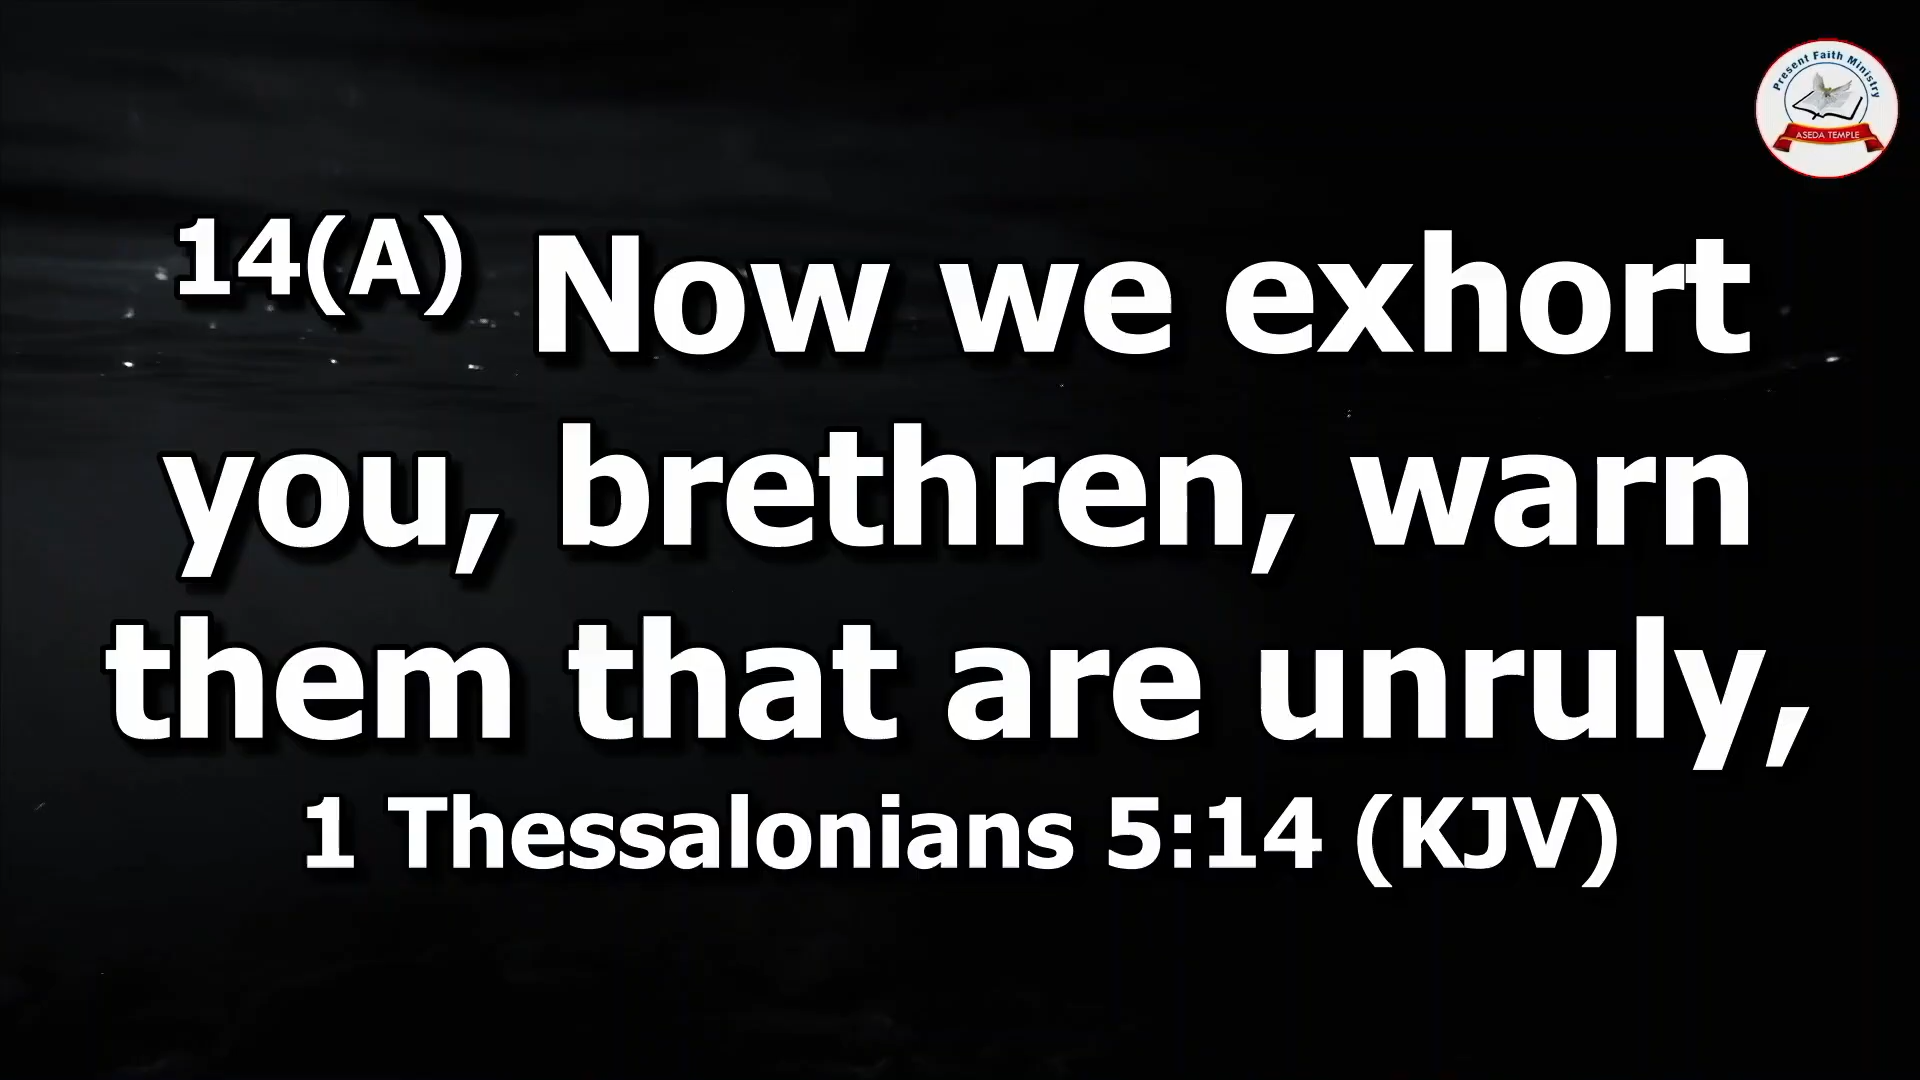 Present Faith Ministry
ASEDA TEMPLE
14(A) Now we exhort
you, brethren, warn
them that are unruly,
1 Thessalonians 5:14 (KJV)